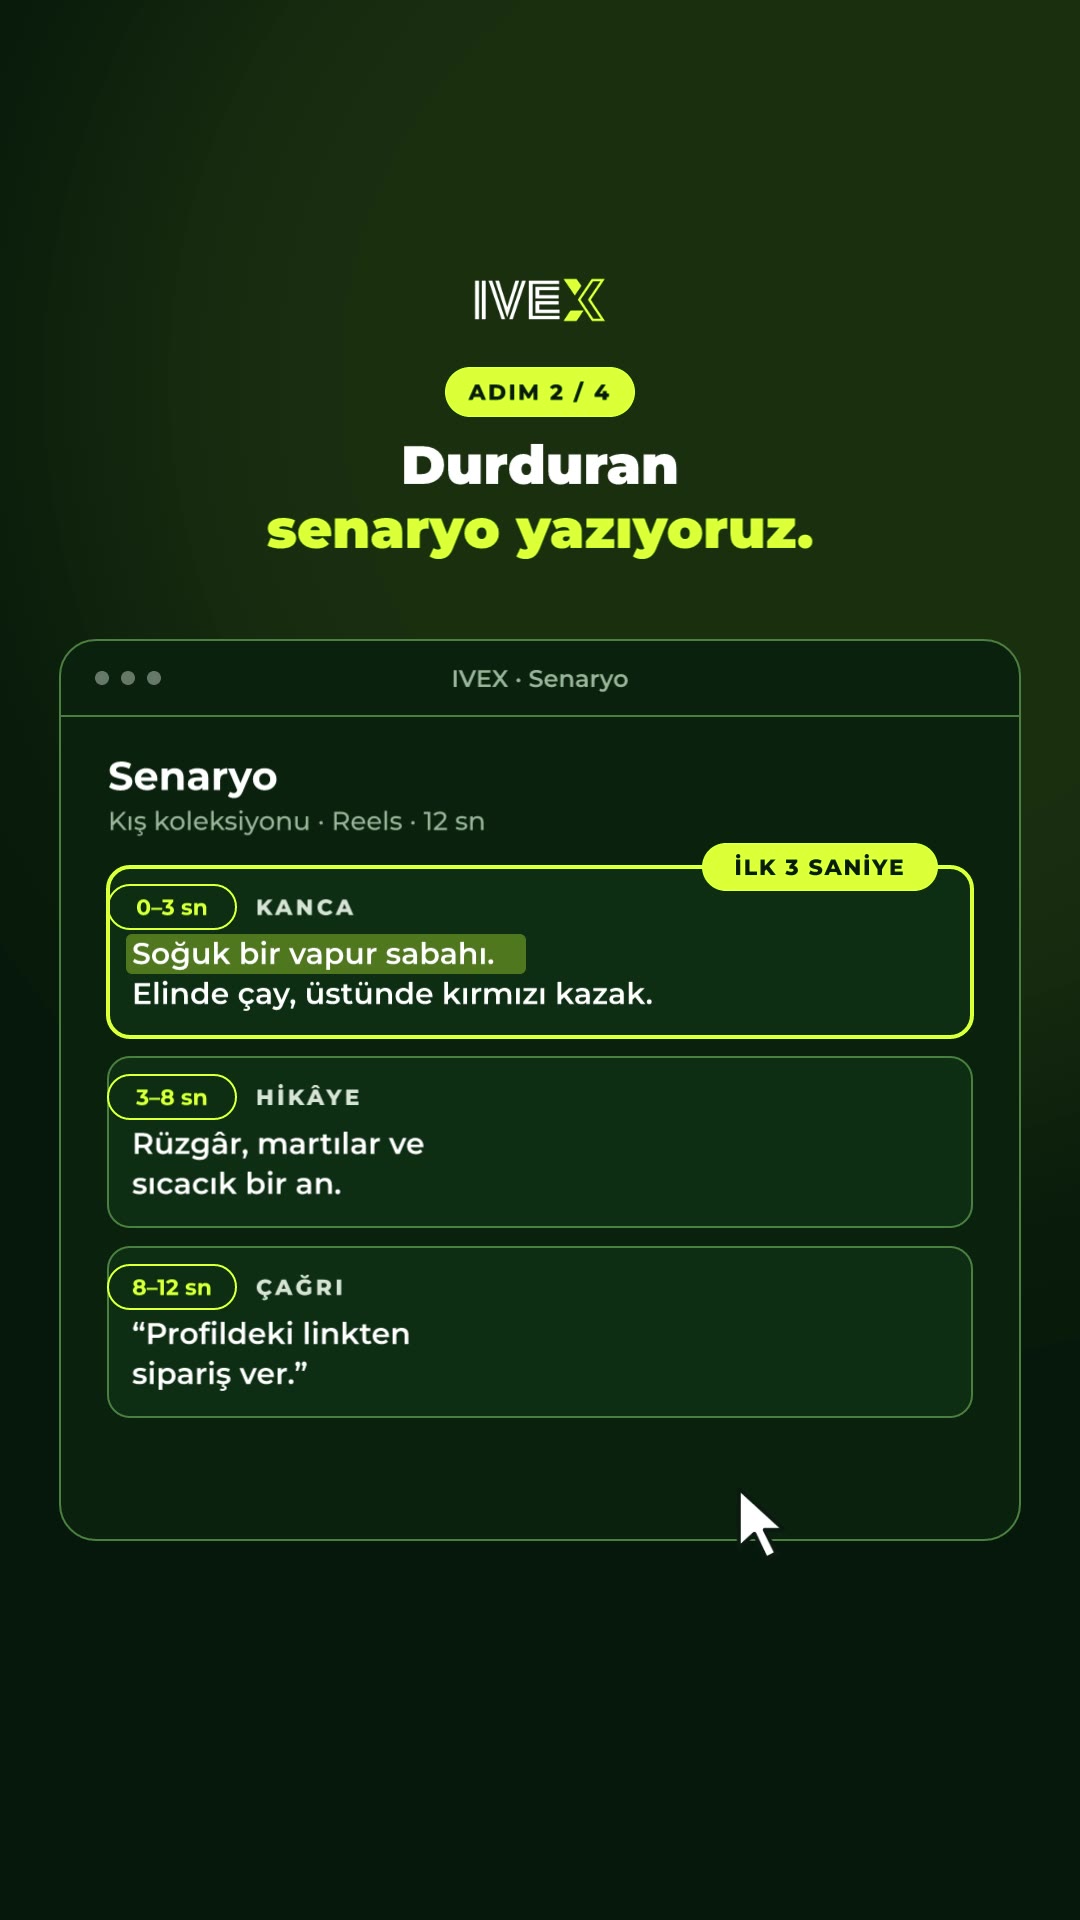 IVEX
ADIM 2 / 4
Durduran
senaryo yazıyoruz.
IVEX · Senaryo
Senaryo
Kış koleksiyonu · Reels · 12 sn
İLK 3 SANİYE
0–3 sn KANCA
Soğuk bir vapur sabahı.
Elinde çay, üstünde kırmızı kazak.
3–8 sn HİKÂYE
Rüzgâr, martılar ve
sıcacık bir an.
8–12 sn ÇAĞRI
“Profildeki linkten
sipariş ver.”